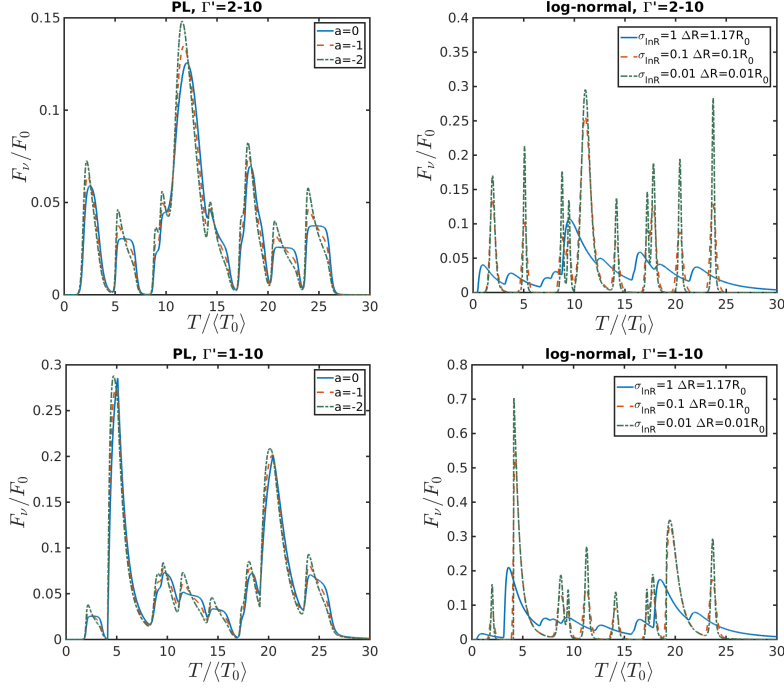 PL, Γ'=2-10
0.15
0.1
0.05
0
0 5 10 15 20 25 30
F_ν/F_0
T/⟨T_0⟩
a=0
a=-1
a=-2
log-normal, Γ'=2-10
0.4
0.35
0.3
0.25
0.2
0.15
0.1
0.05
0
0 5 10 15 20 25 30
F_ν/F_0
T/⟨T_0⟩
σ_lnR=1 ΔR=1.17R_0
σ_lnR=0.1 ΔR=0.1R_0
σ_lnR=0.01 ΔR=0.01R_0
PL, Γ'=1-10
0.3
0.25
0.2
0.15
0.1
0.05
0
0 5 10 15 20 25 30
F_ν/F_0
T/⟨T_0⟩
a=0
a=-1
a=-2
log-normal, Γ'=1-10
0.8
0.7
0.6
0.5
0.4
0.3
0.2
0.1
0
0 5 10 15 20 25 30
F_ν/F_0
T/⟨T_0⟩
σ_lnR=1 ΔR=1.17R_0
σ_lnR=0.1 ΔR=0.1R_0
σ_lnR=0.01 ΔR=0.01R_0